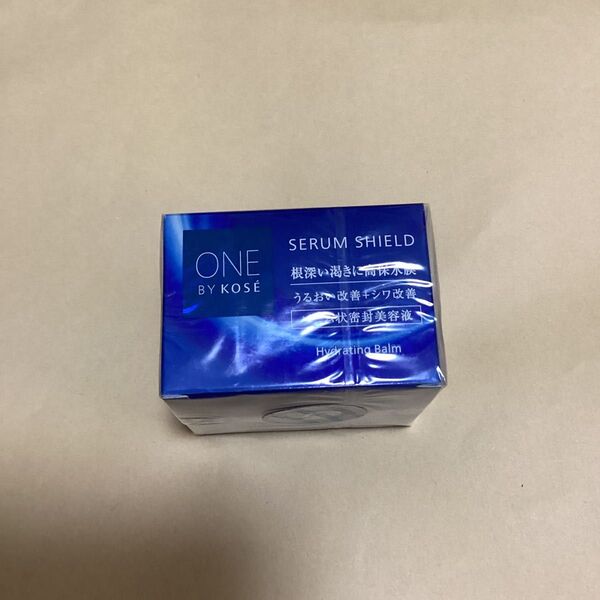 ONE
BY KOSÉ
SERUM SHIELD
根深い渇きに高保水膜
うるおい改善+シワ改善
状密封美容液
Hydrating Balm